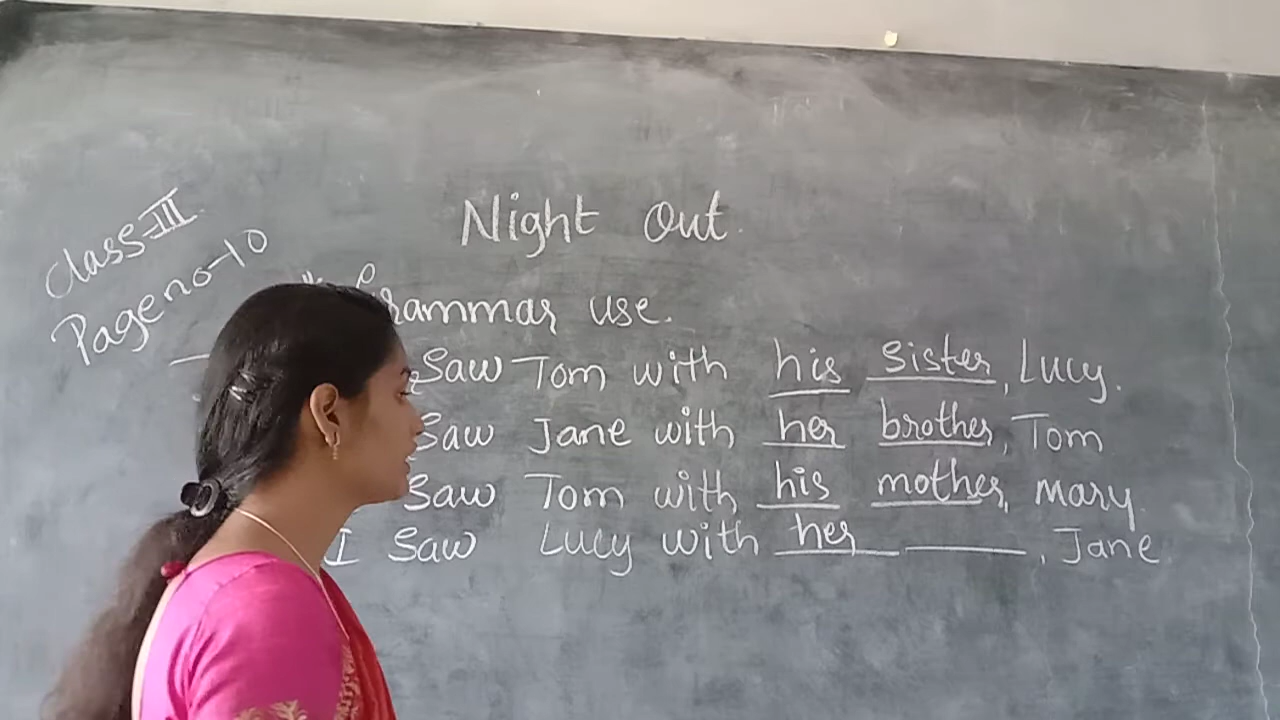 Class-III
Page no-10
Night Out.
Grammar use.
Saw Tom with his sister, Lucy.
Saw Jane with her brother, Tom
Saw Tom with his mother, Mary.
I Saw Lucy with her ______, Jane